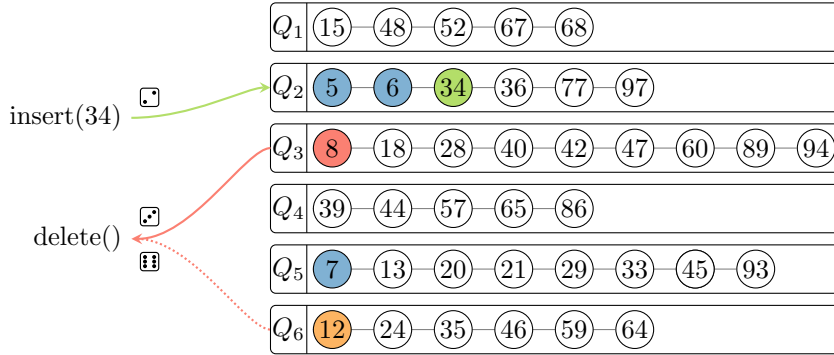 Q1 15 48 52 67 68
insert(34)
Q2 5 6 34 36 77 97
Q3 8 18 28 40 42 47 60 89 94
Q4 39 44 57 65 86
delete()
Q5 7 13 20 21 29 33 45 93
Q6 12 24 35 46 59 64